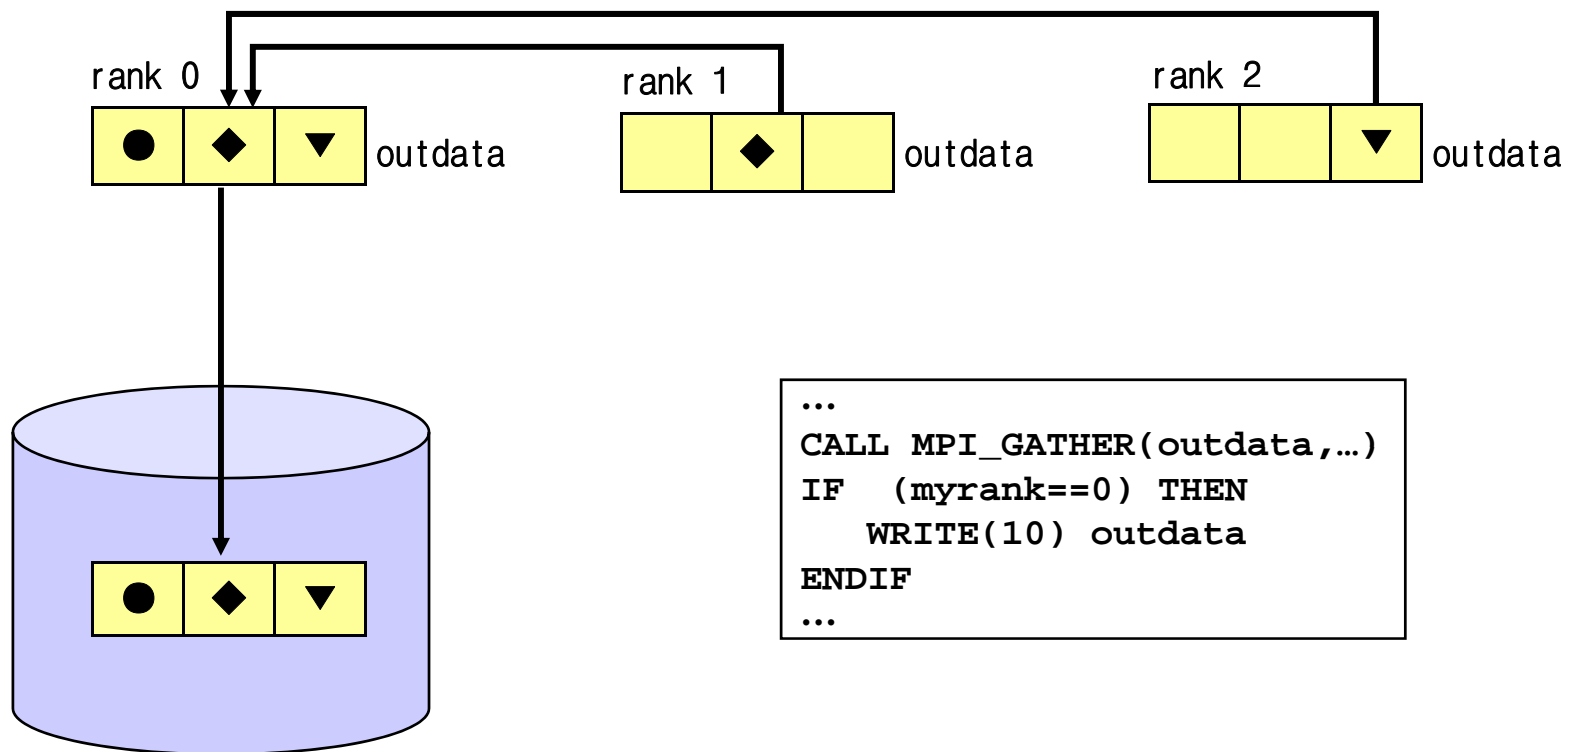 rank 0
rank 1
rank 2
outdata
outdata
outdata
…
CALL MPI_GATHER(outdata,…)
IF  (myrank==0) THEN
   WRITE(10) outdata
ENDIF
…